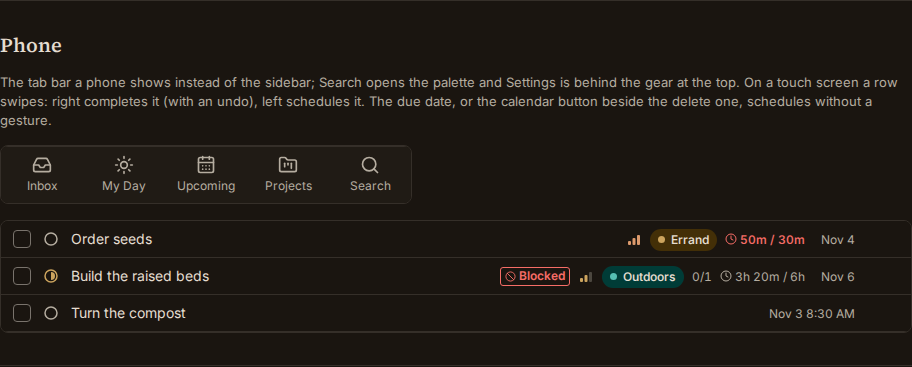 Phone
The tab bar a phone shows instead of the sidebar; Search opens the palette and Settings is behind the gear at the top. On a touch screen a row
swipes: right completes it (with an undo), left schedules it. The due date, or the calendar button beside the delete one, schedules without a
gesture.
Inbox My Day Upcoming Projects Search
Order seeds Errand 50m / 30m Nov 4
Build the raised beds Blocked Outdoors 0/1 3h 20m / 6h Nov 6
Turn the compost Nov 3 8:30 AM